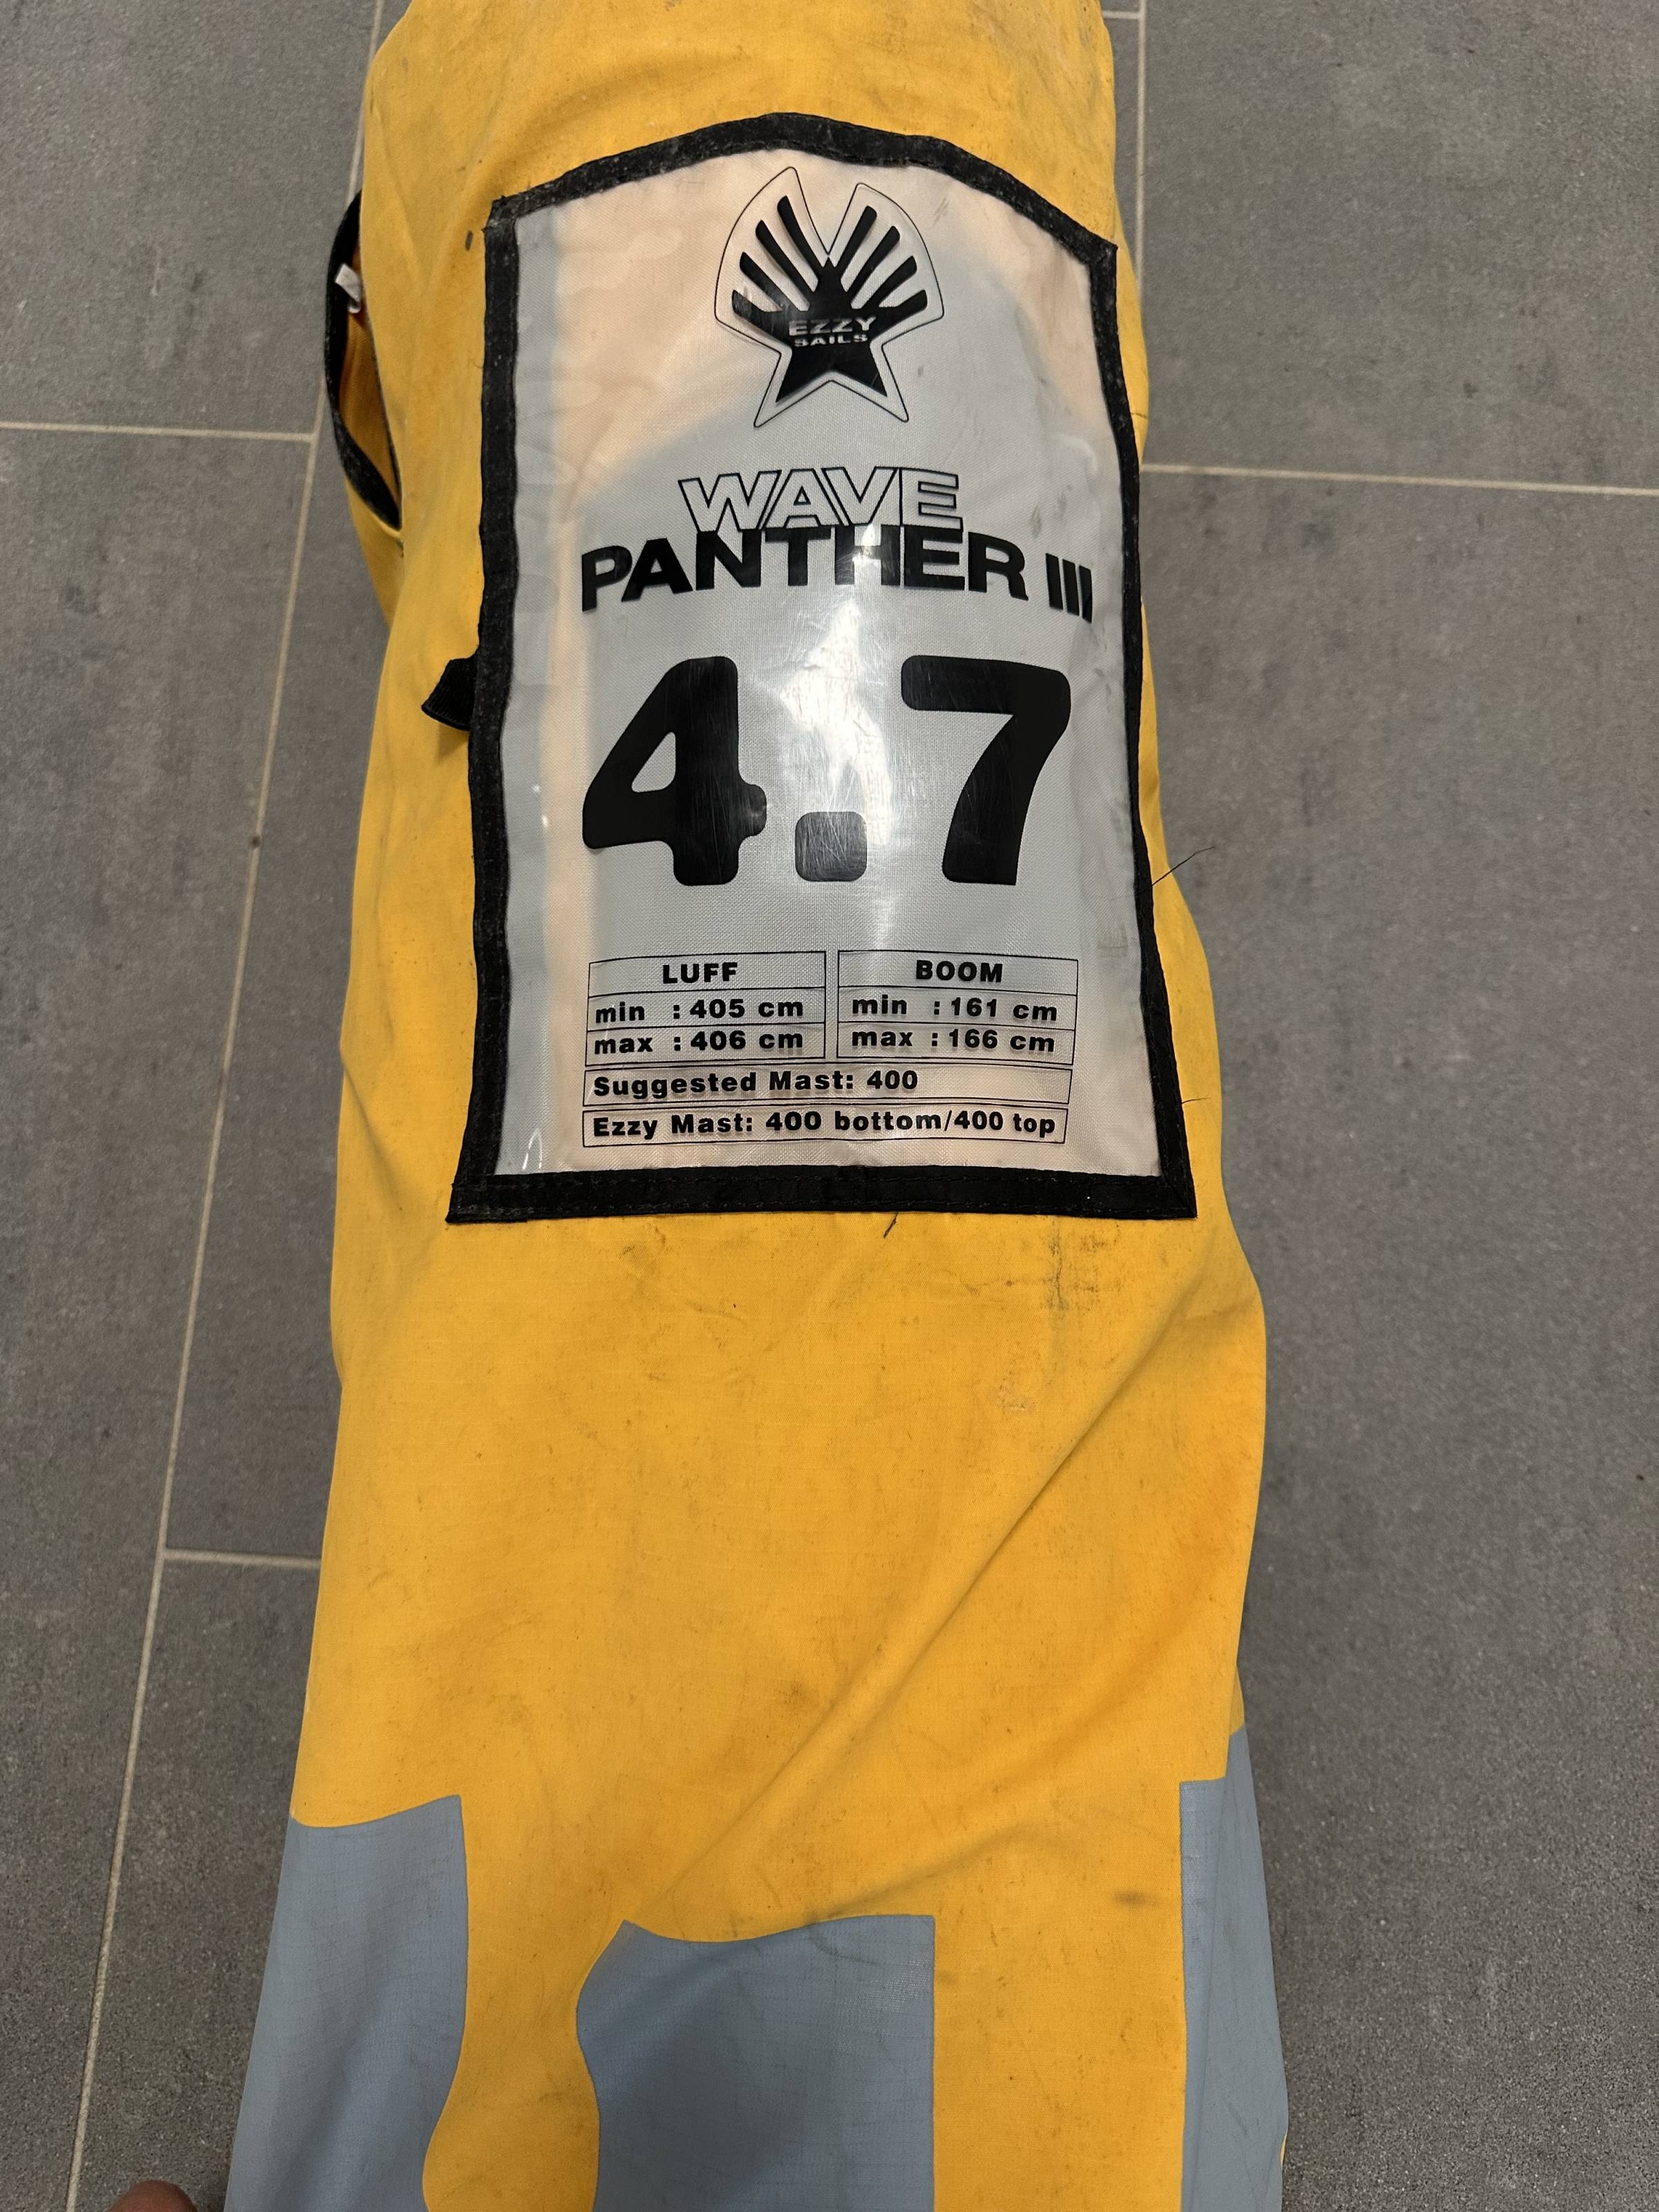 EZZY
SAILS
WAVE
PANTHER III
4.7
LUFF
min : 405 cm
max : 406 cm
BOOM
min : 161 cm
max : 166 cm
Suggested Mast: 400
Ezzy Mast: 400 bottom/400 top